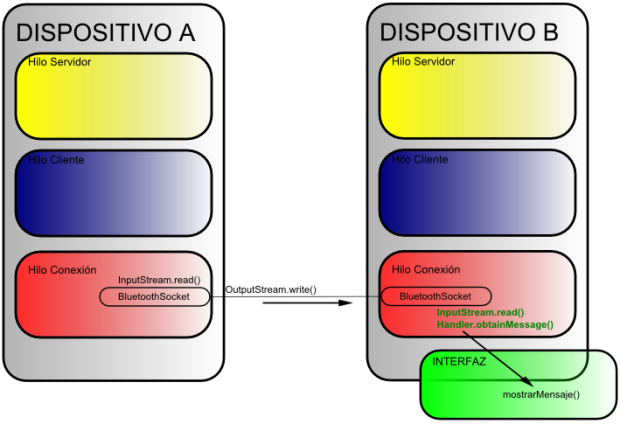 DISPOSITIVO A
Hilo Servidor
Hilo Cliente
Hilo Conexión
InputStream.read()
BluetoothSocket
OutputStream.write()
DISPOSITIVO B
Hilo Servidor
Hilo Cliente
Hilo Conexión
BluetoothSocket
InputStream.read()
Handler.obtainMessage()
INTERFAZ
mostrarMensaje()